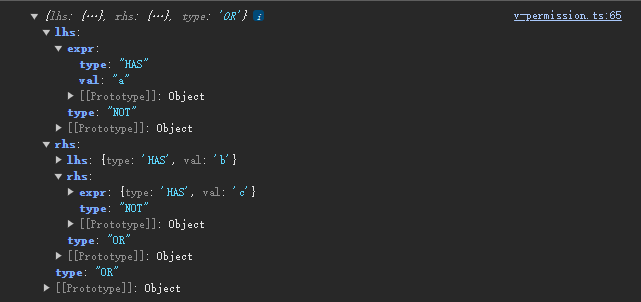 ▼ {lhs: {…}, rhs: {…}, type: 'OR'} i v-permission.ts:65
▼ lhs:
▼ expr:
type: "HAS"
val: "a"
▶ [[Prototype]]: Object
type: "NOT"
▶ [[Prototype]]: Object
▼ rhs:
▶ lhs: {type: 'HAS', val: 'b'}
▼ rhs:
▶ expr: {type: 'HAS', val: 'c'}
type: "NOT"
▶ [[Prototype]]: Object
type: "OR"
▶ [[Prototype]]: Object
type: "OR"
▶ [[Prototype]]: Object